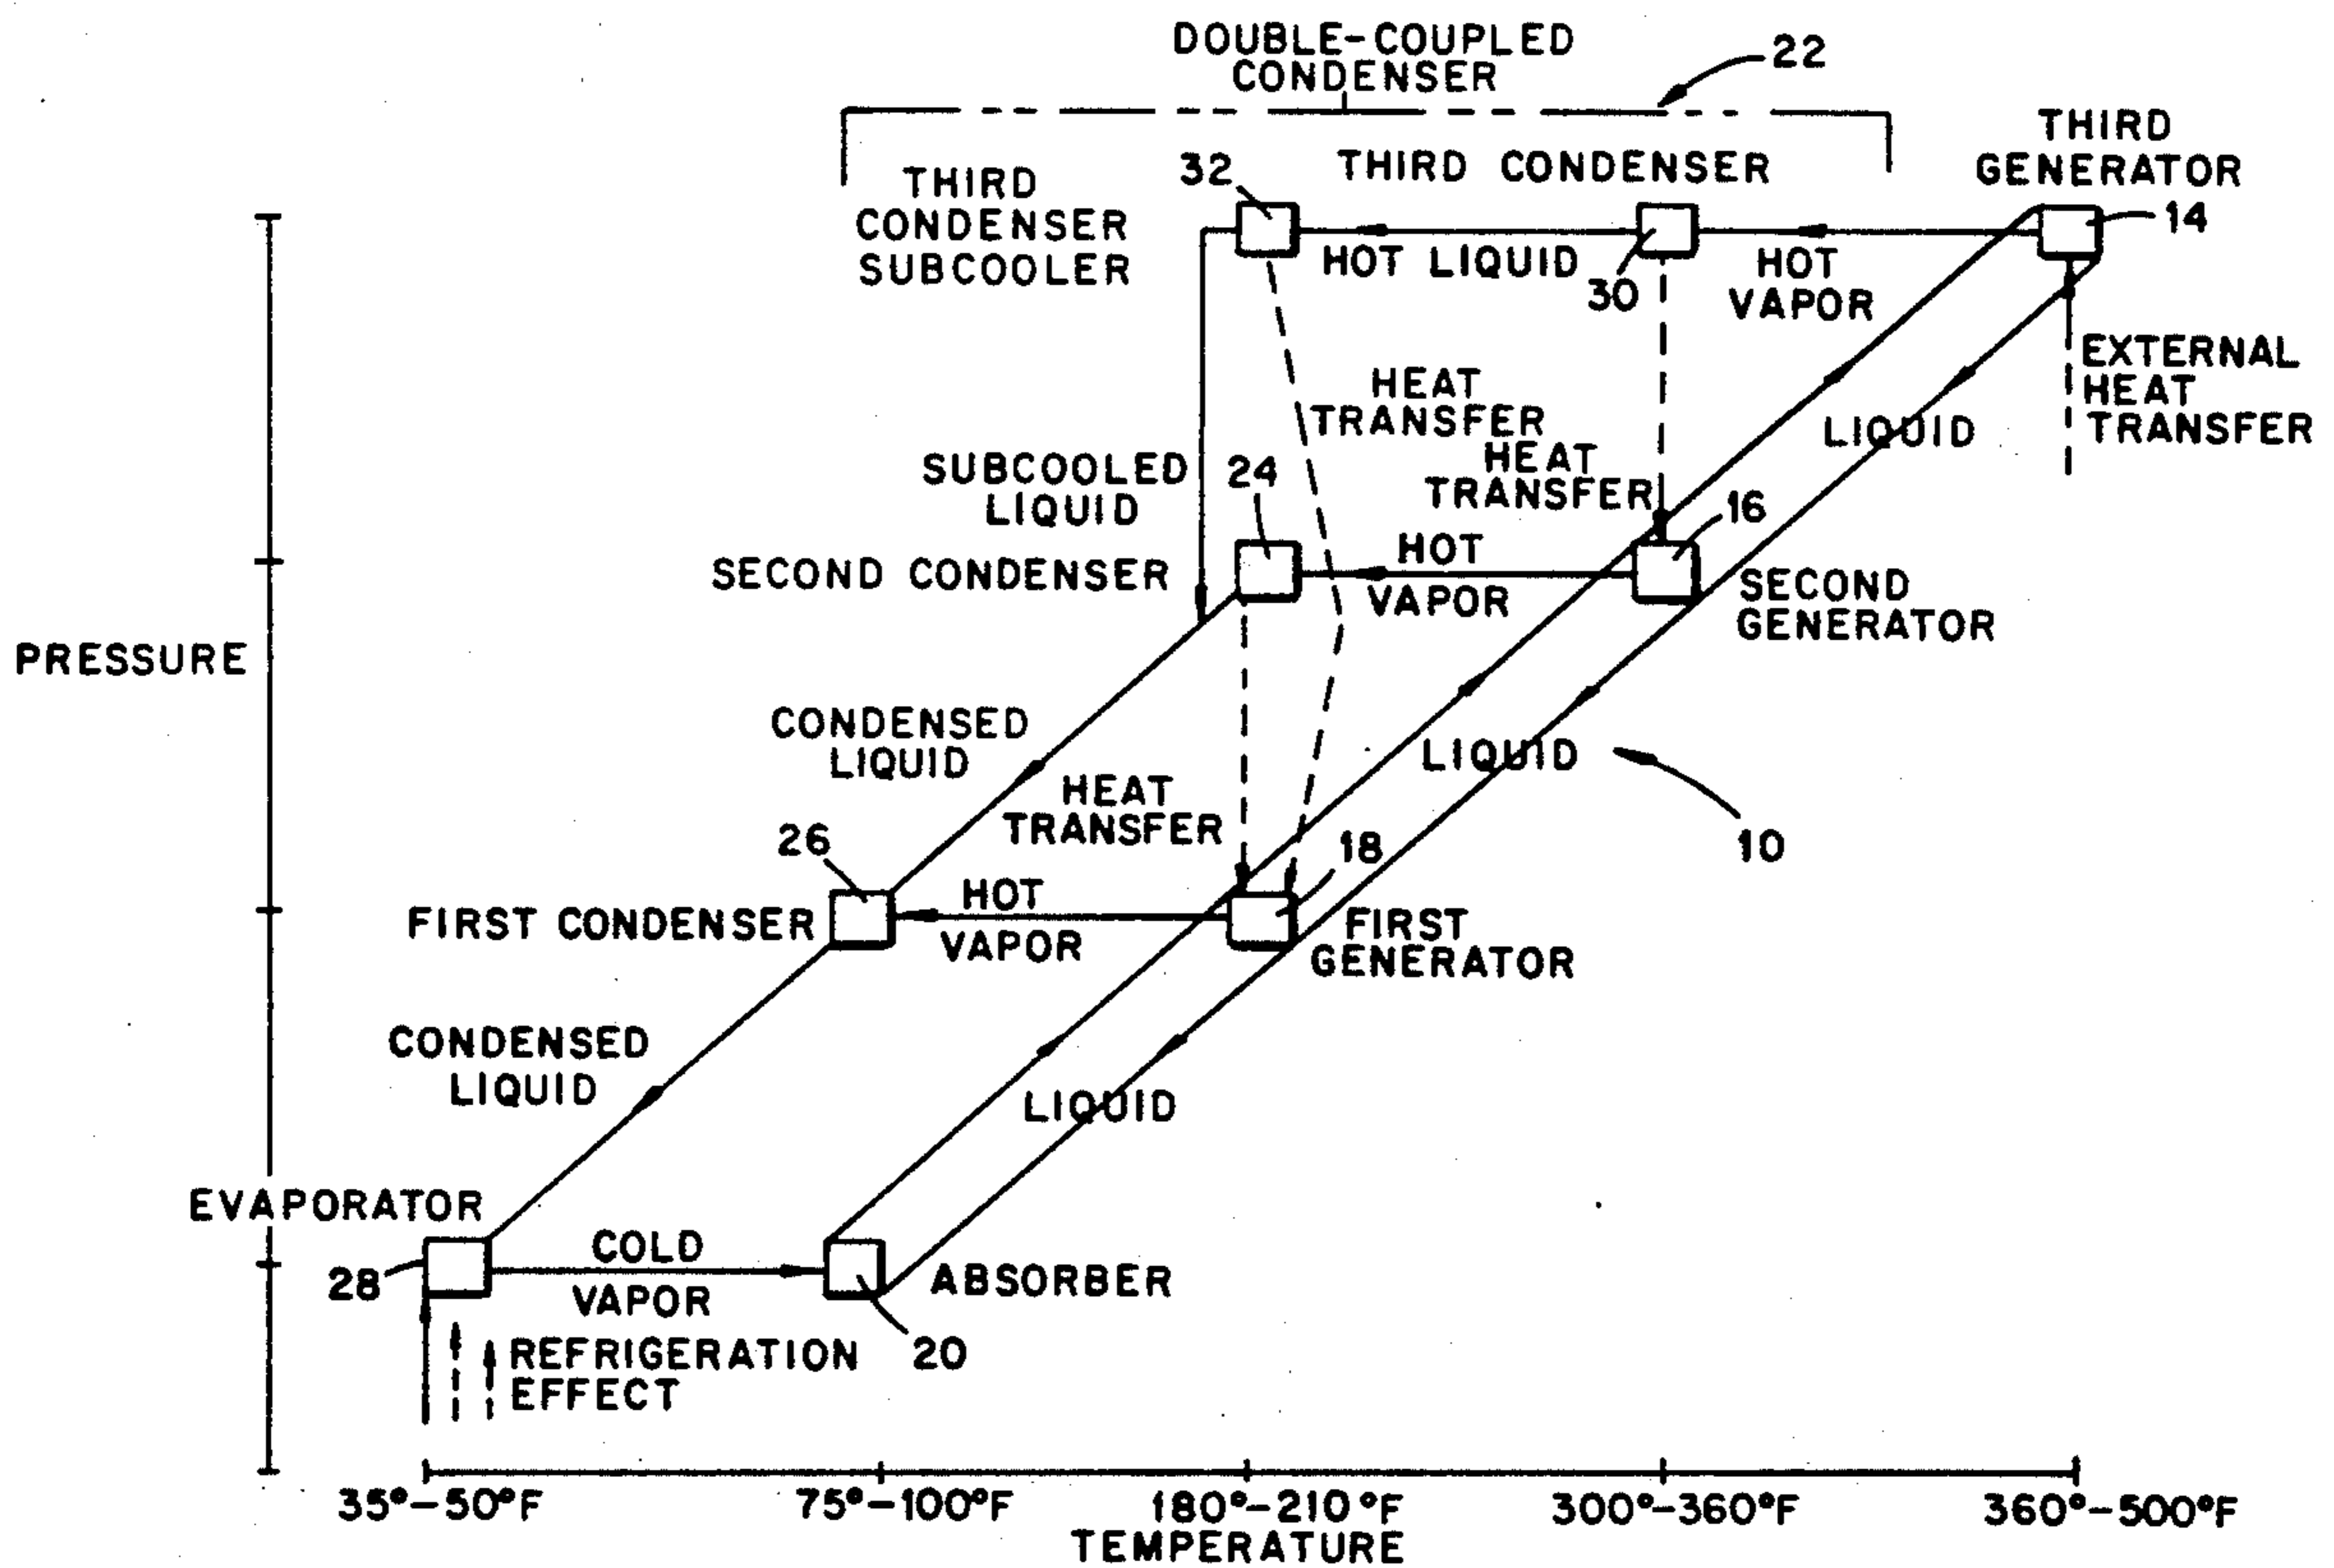 DOUBLE-COUPLED
CONDENSER
22
THIRD
GENERATOR
14
32
THIRD CONDENSER
THIRD
CONDENSER
SUBCOOLER
HOT LIQUID
30
HOT
VAPOR
EXTERNAL
HEAT
TRANSFER
HEAT
TRANSFER
LIQUID
HEAT
TRANSFER
SUBCOOLED
LIQUID
24
16
SECOND CONDENSER
HOT
VAPOR
SECOND
GENERATOR
PRESSURE
CONDENSED
LIQUID
LIQUID
10
HEAT
TRANSFER
26
18
FIRST CONDENSER
HOT
VAPOR
FIRST
GENERATOR
CONDENSED
LIQUID
LIQUID
EVAPORATOR
28
COLD
VAPOR
ABSORBER
20
REFRIGERATION
EFFECT
35°-50°F
75°-100°F
180°-210°F
300°-360°F
360°-500°F
TEMPERATURE